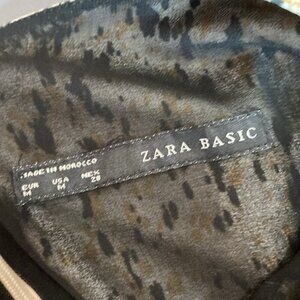 ZARA BASIC
MADE IN MOROCCO
EUR USA MEX
M M 28